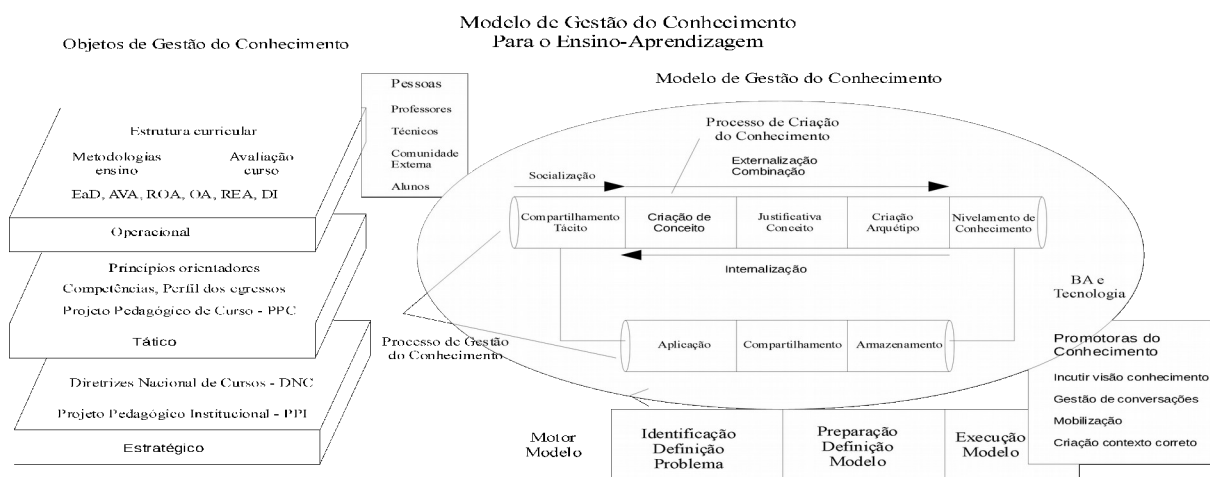 Modelo de Gestão do Conhecimento
Para o Ensino-Aprendizagem
Objetos de Gestão do Conhecimento
Estrutura curricular
Metodologias
ensino
Avaliação
curso
EaD, AVA, ROA, OA, REA, DI
Operacional
Princípios orientadores
Competências, Perfil dos egressos
Projeto Pedagógico de Curso - PPC
Tático
Diretrizes Nacional de Cursos - DNC
Projeto Pedagógico Institucional - PPI
Estratégico
Pessoas
Professores
Técnicos
Comunidade
Externa
Alunos
Modelo de Gestão do Conhecimento
Processo de Criação
do Conhecimento
Socialização
Externalização
Combinação
Compartilhamento
Tácito
Criação de
Conceito
Justificativa
Conceito
Criação
Arquétipo
Nivelamento de
Conhecimento
Internalização
BA e
Tecnologia
Processo de Gestão
do Conhecimento
Aplicação
Compartilhamento
Armazenamento
Promotoras do
Conhecimento
Incutir visão conhecimento
Gestão de conversações
Mobilização
Criação contexto correto
Motor
Modelo
Identificação
Definição
Problema
Preparação
Definição
Modelo
Execução
Modelo